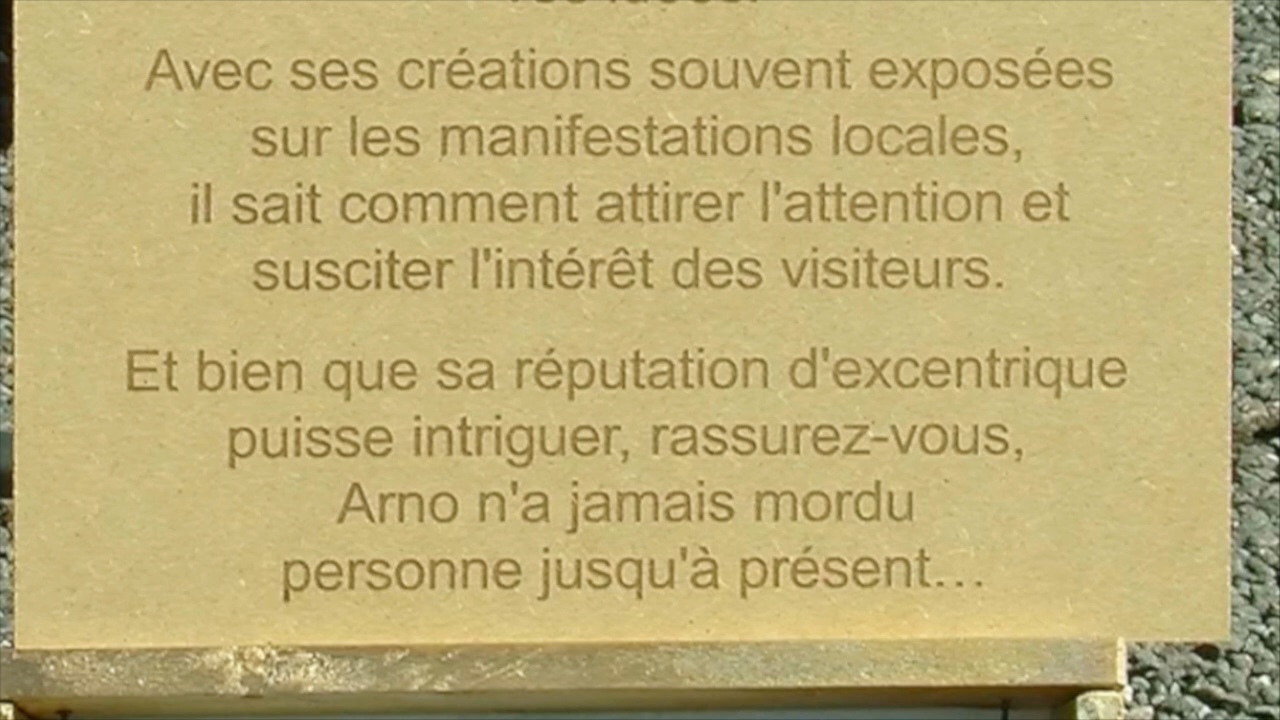 Avec ses créations souvent exposées
sur les manifestations locales,
il sait comment attirer l'attention et
susciter l'intérêt des visiteurs.
Et bien que sa réputation d'excentrique
puisse intriguer, rassurez-vous,
Arno n'a jamais mordu
personne jusqu'à présent...